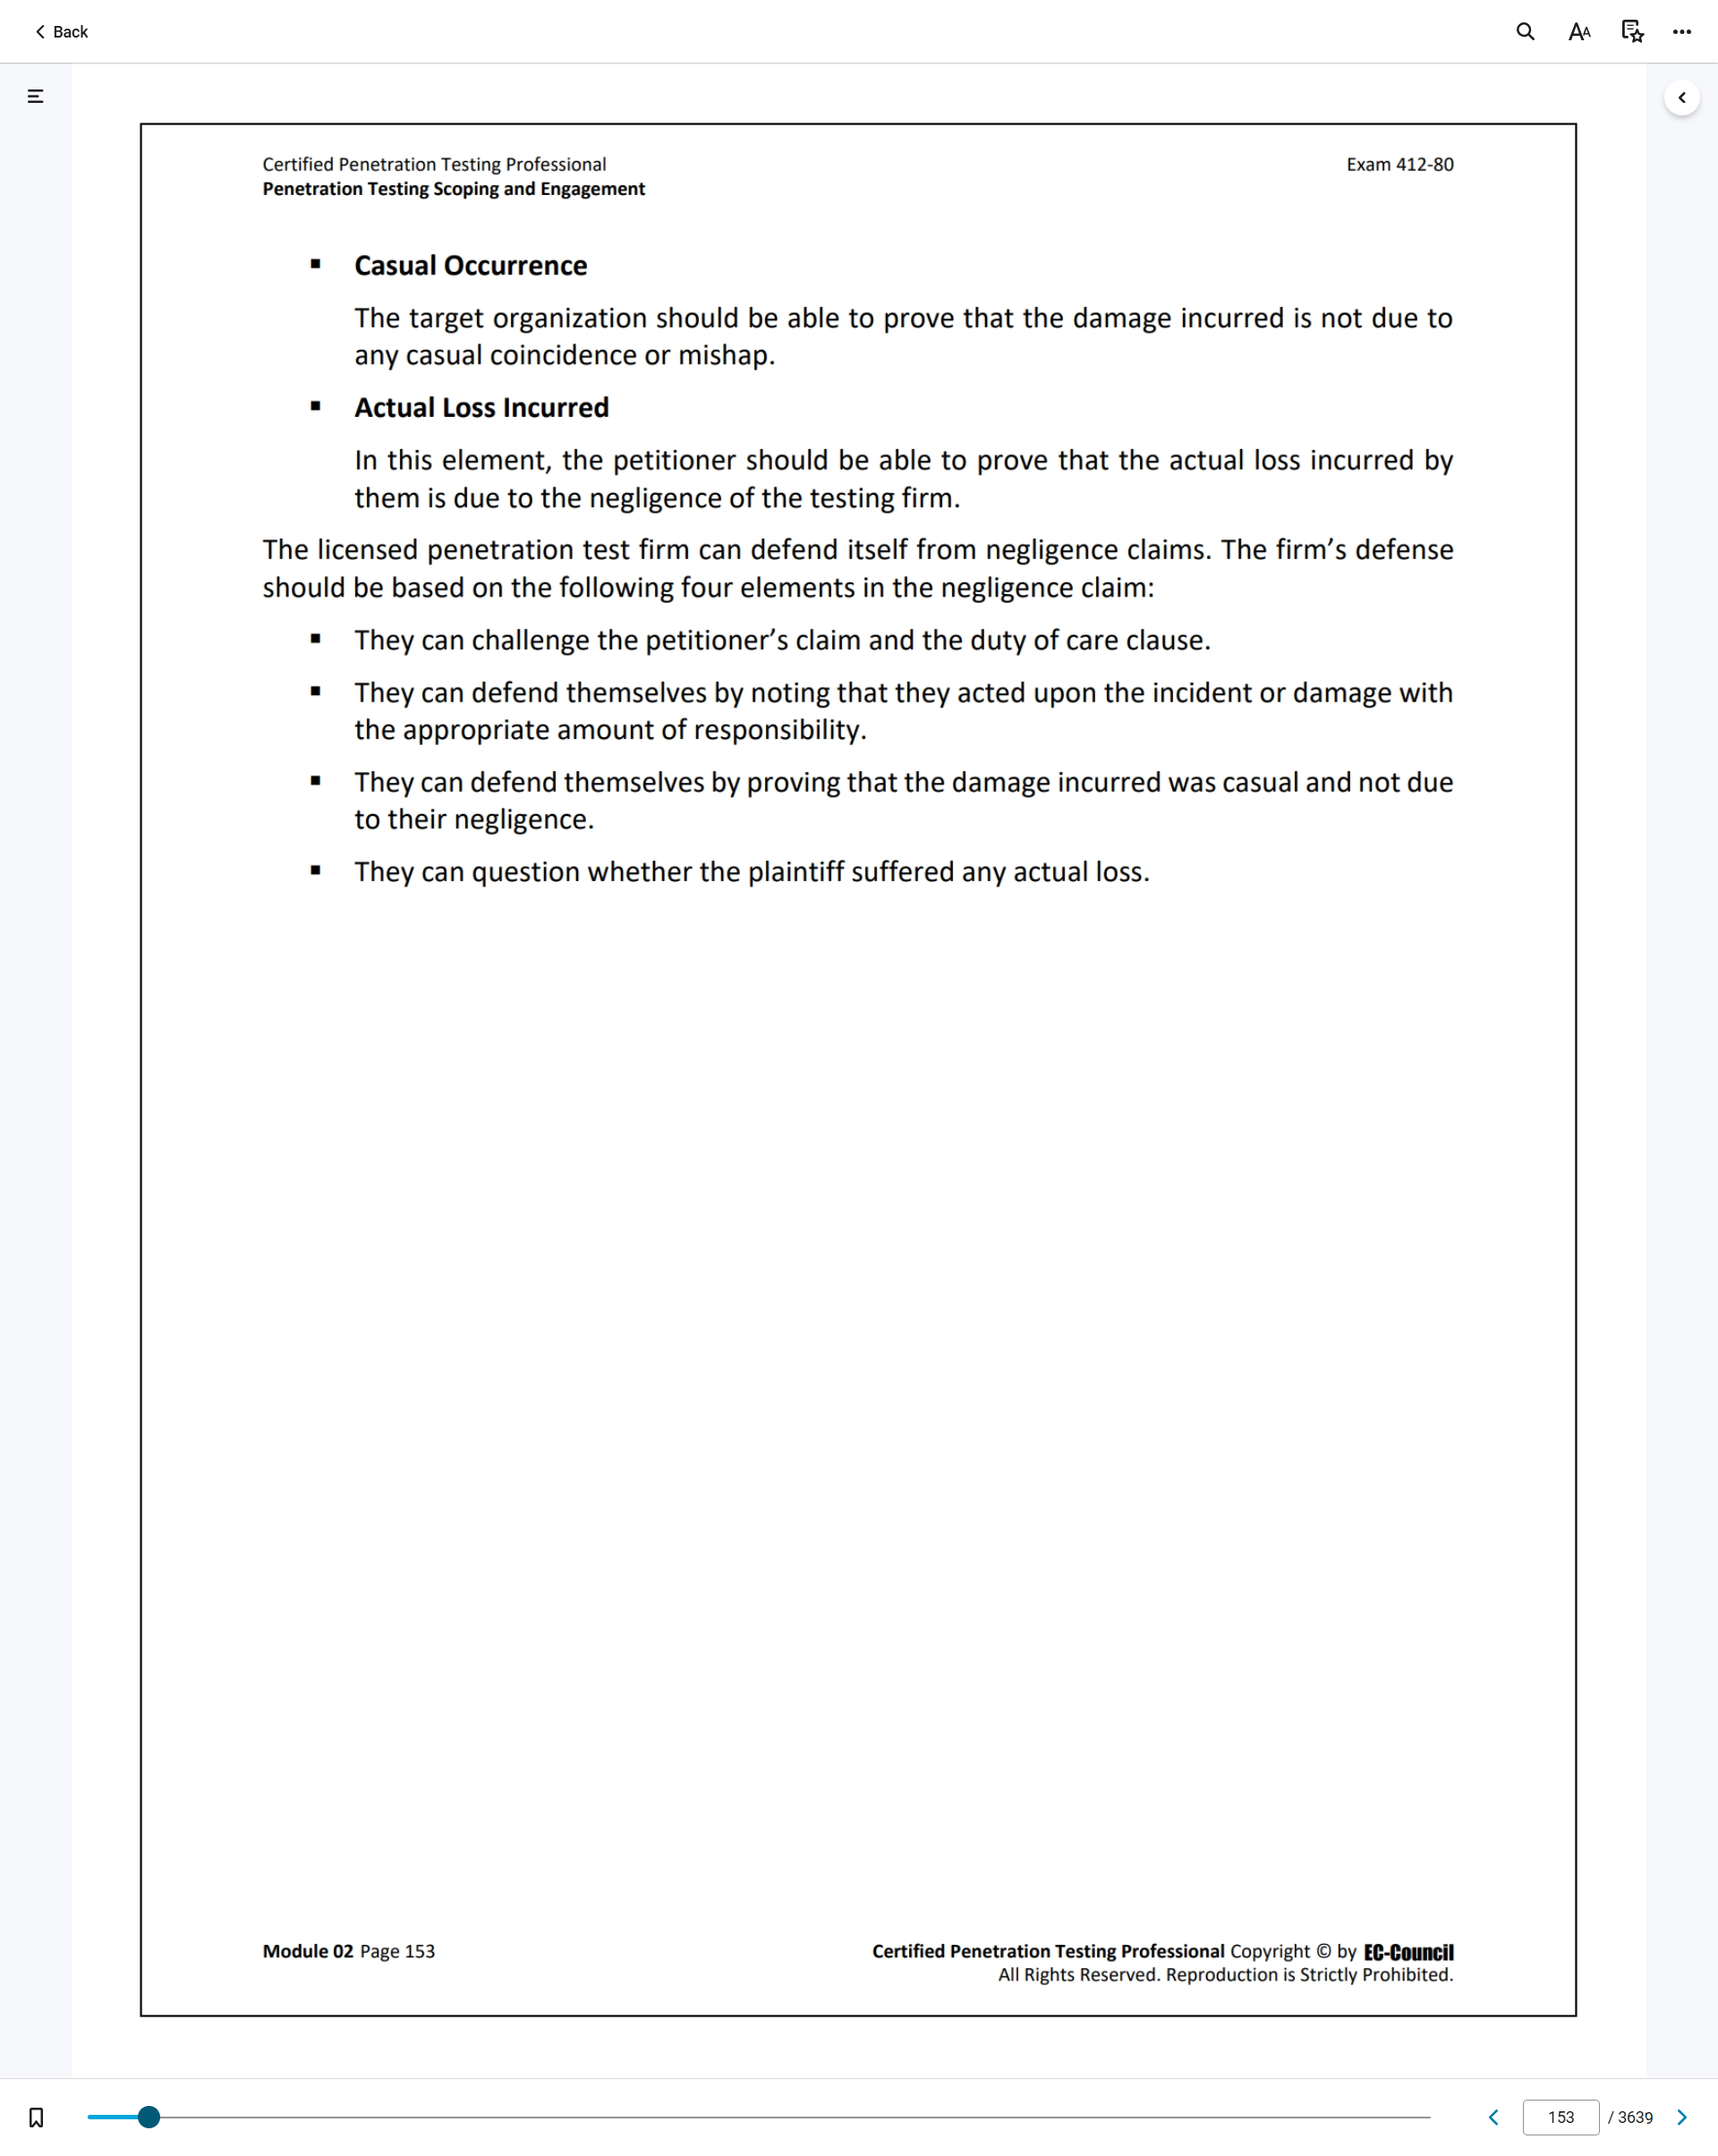 Back
Certified Penetration Testing Professional
Exam 412-80
Penetration Testing Scoping and Engagement
▪ Casual Occurrence
The target organization should be able to prove that the damage incurred is not due to
any casual coincidence or mishap.
▪ Actual Loss Incurred
In this element, the petitioner should be able to prove that the actual loss incurred by
them is due to the negligence of the testing firm.
The licensed penetration test firm can defend itself from negligence claims. The firm’s defense
should be based on the following four elements in the negligence claim:
▪ They can challenge the petitioner’s claim and the duty of care clause.
▪ They can defend themselves by noting that they acted upon the incident or damage with
the appropriate amount of responsibility.
▪ They can defend themselves by proving that the damage incurred was casual and not due
to their negligence.
▪ They can question whether the plaintiff suffered any actual loss.
Module 02 Page 153
Certified Penetration Testing Professional Copyright © by EC-Council
All Rights Reserved. Reproduction is Strictly Prohibited.
153 / 3639